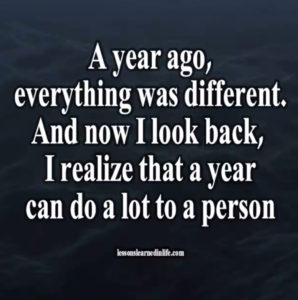 A year ago,
everything was different.
And now I look back,
I realize that a year
can do a lot to a person
lessonslearnedinlife.com